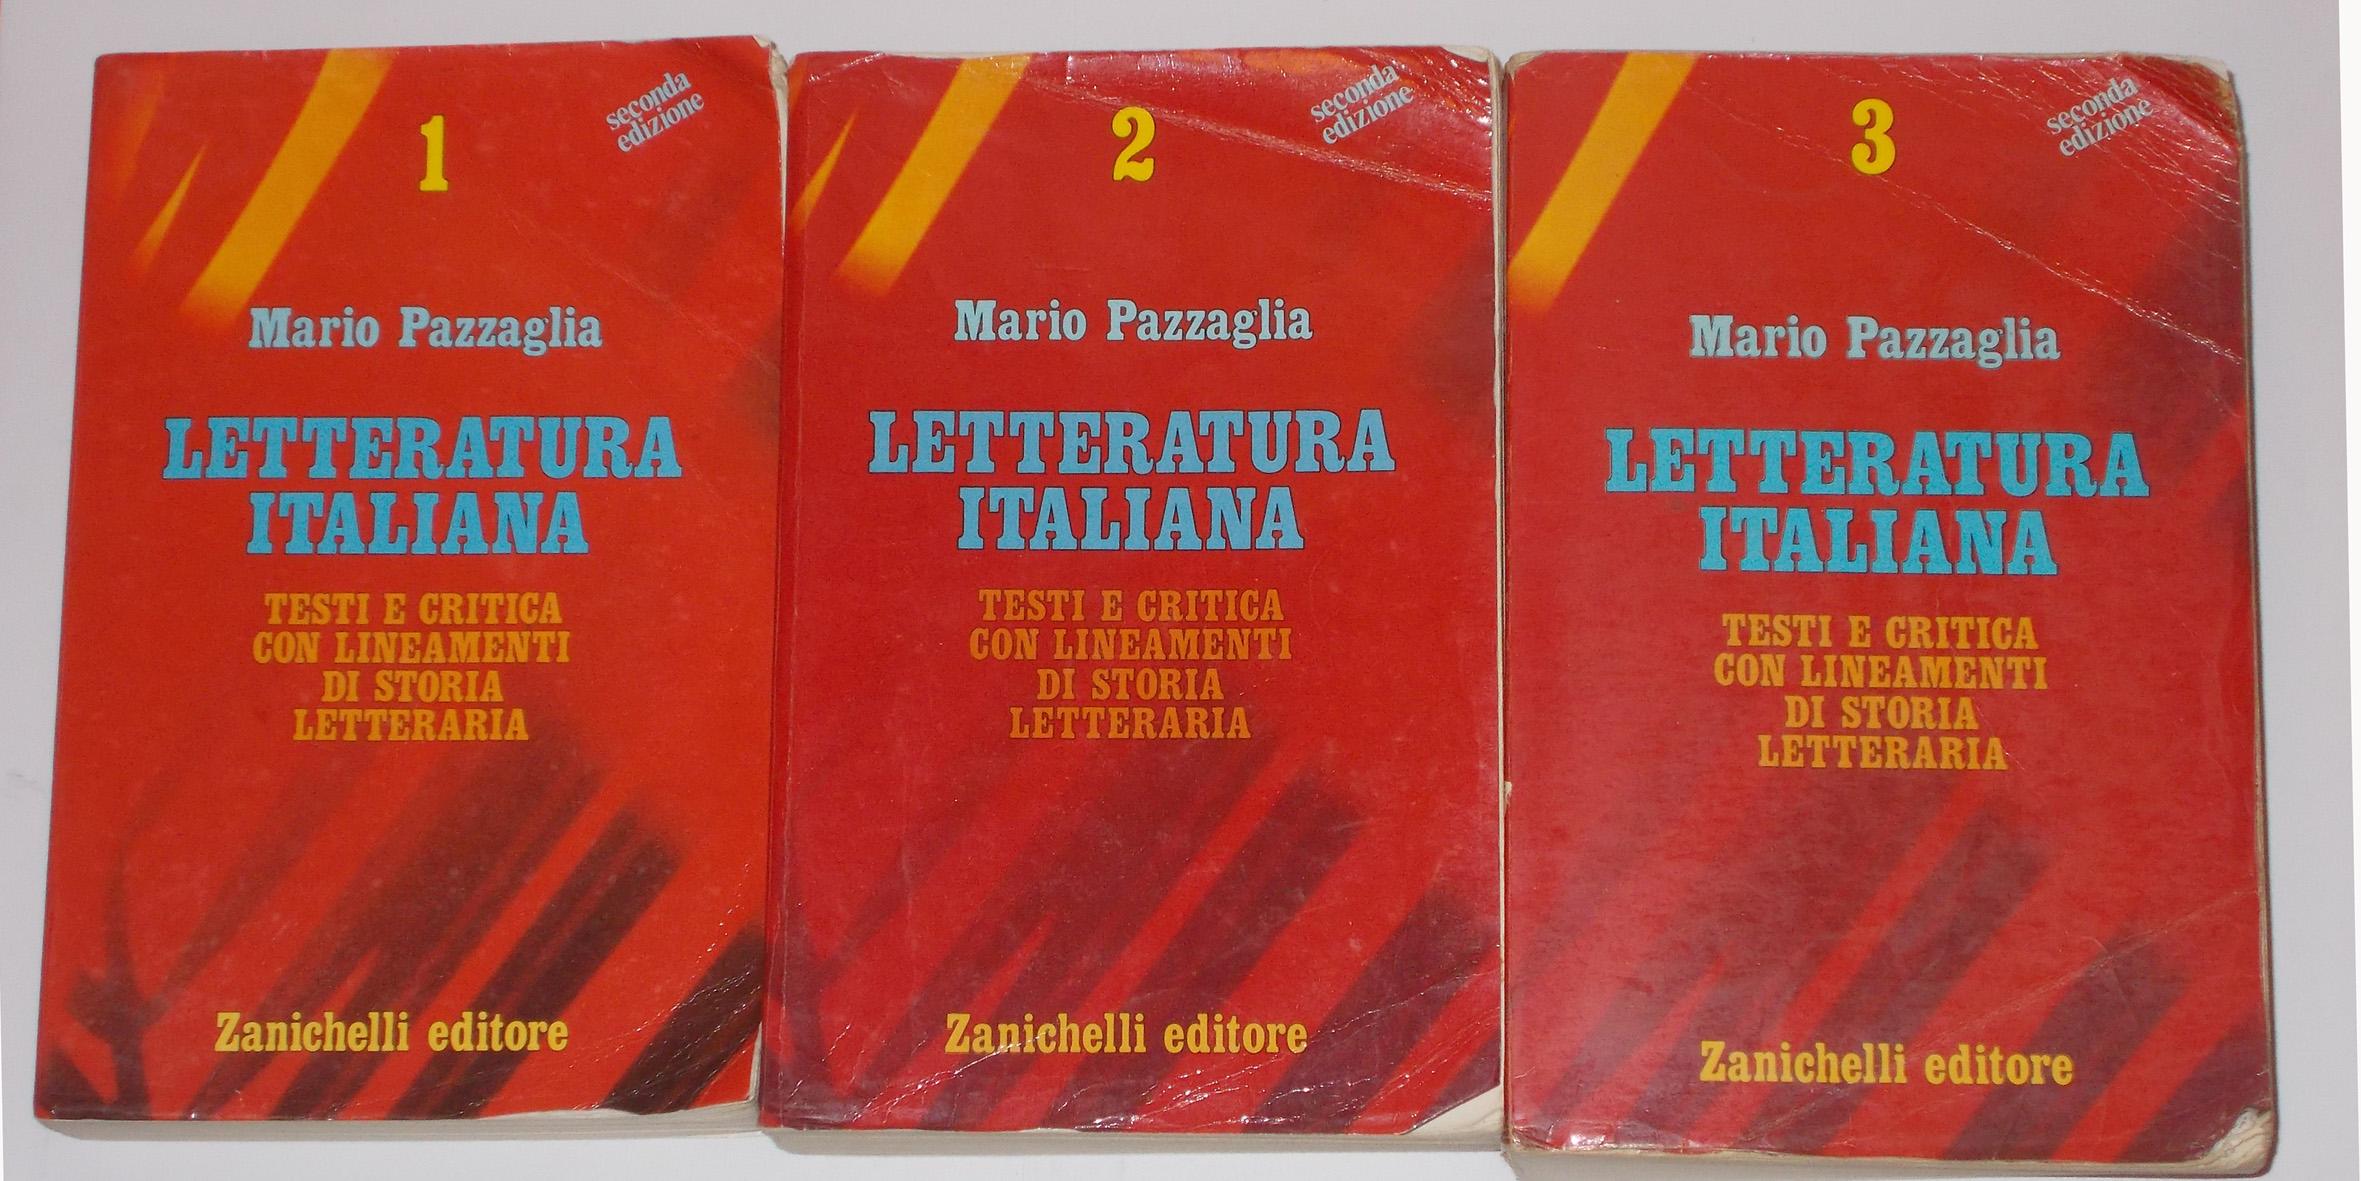 1
seconda
edizione
Mario Pazzaglia
LETTERATURA
ITALIANA
TESTI E CRITICA
CON LINEAMENTI
DI STORIA
LETTERARIA
Zanichelli editore
2
seconda
edizione
Mario Pazzaglia
LETTERATURA
ITALIANA
TESTI E CRITICA
CON LINEAMENTI
DI STORIA
LETTERARIA
Zanichelli editore
3
seconda
edizione
Mario Pazzaglia
LETTERATURA
ITALIANA
TESTI E CRITICA
CON LINEAMENTI
DI STORIA
LETTERARIA
Zanichelli editore